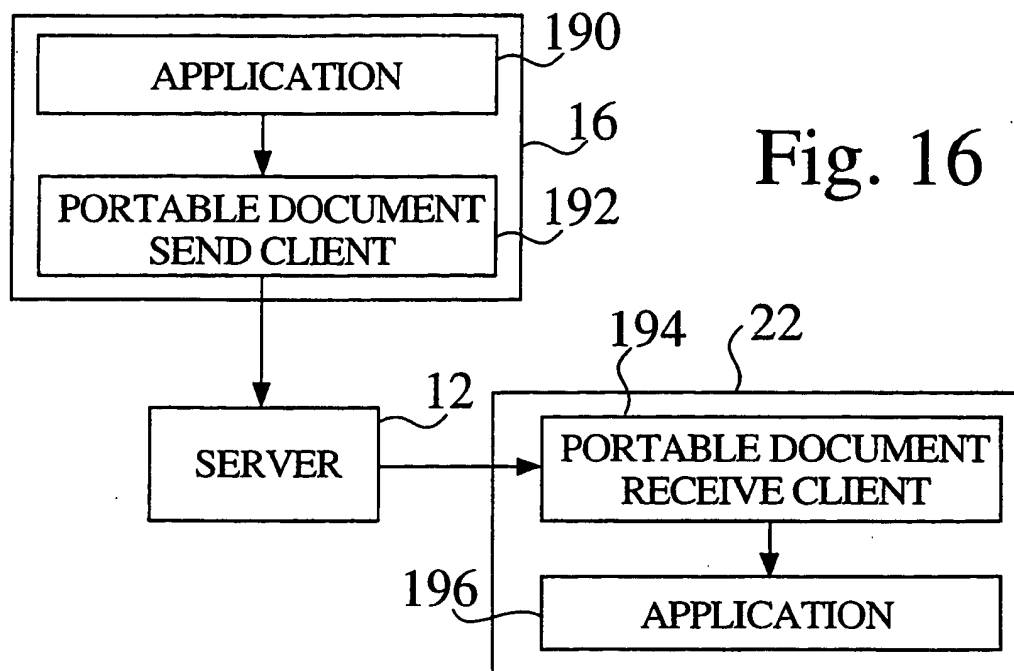 190
APPLICATION
16
Fig. 16
PORTABLE DOCUMENT
SEND CLIENT
192
194
22
12
SERVER
PORTABLE DOCUMENT
RECEIVE CLIENT
196
APPLICATION